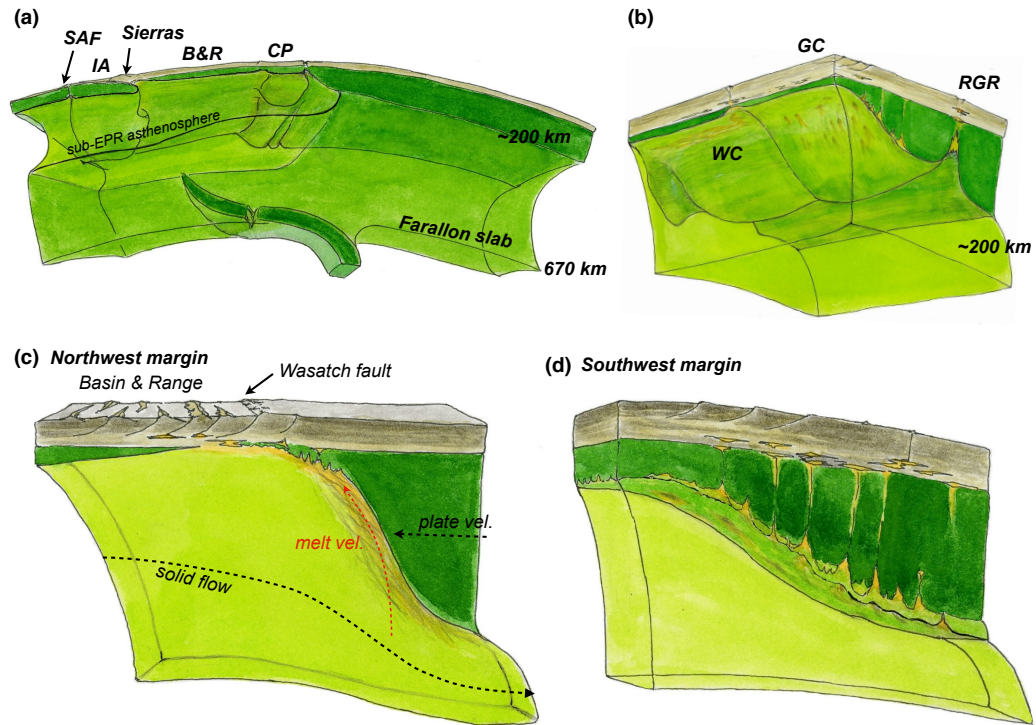 (a)
SAF
Sierras
IA
B&R
CP
sub-EPR asthenosphere
~200 km
Farallon slab
670 km
(b)
GC
RGR
WC
~200 km
(c) Northwest margin
Basin & Range
Wasatch fault
plate vel.
melt vel.
solid flow
(d) Southwest margin